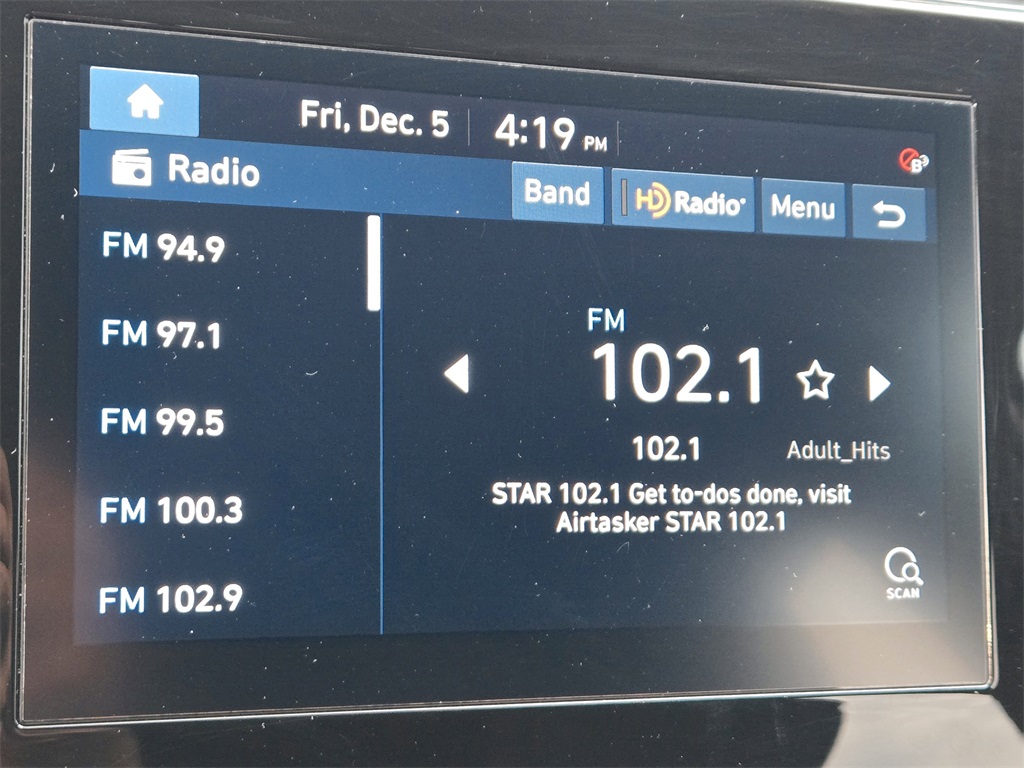 Fri, Dec. 5 4:19 PM
B
Radio Band HD Radio Menu
FM 94.9
FM 97.1
FM 99.5
FM 100.3
FM 102.9
FM
102.1
102.1 Adult_Hits
STAR 102.1 Get to-dos done, visit
Airtasker STAR 102.1
SCAN